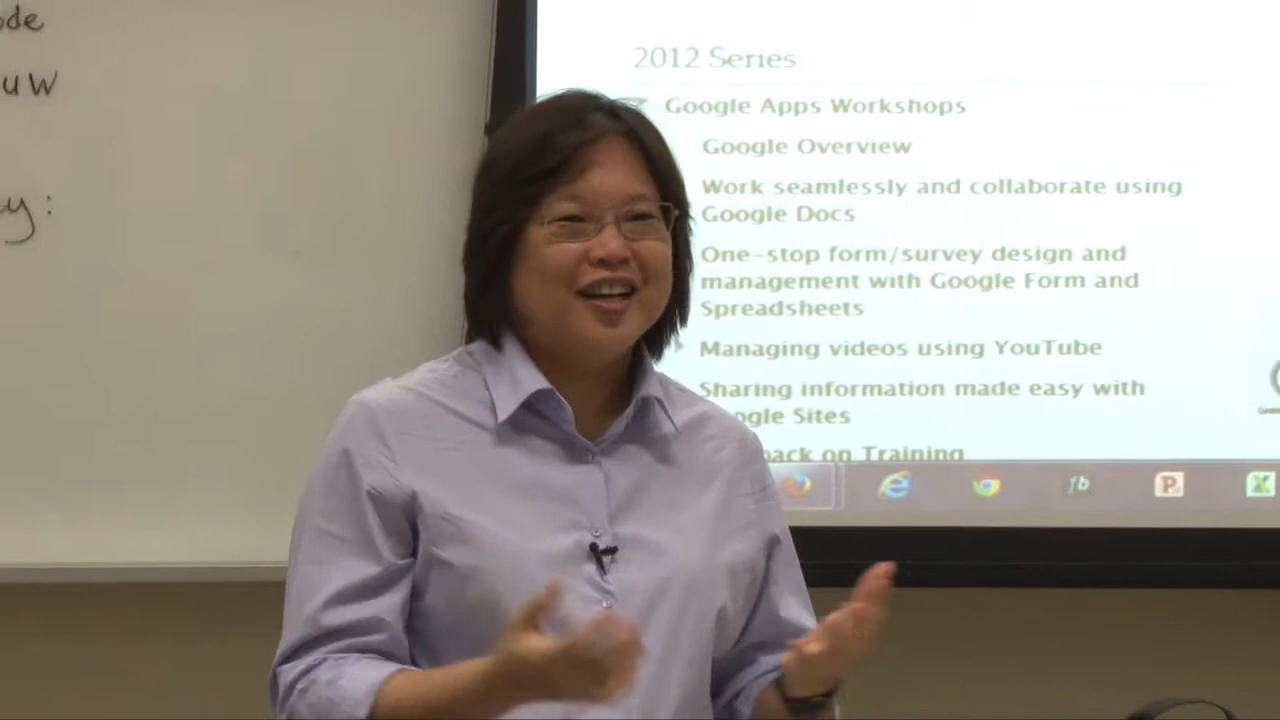 ode
uw
y:
2012 Series
Google Apps Workshops
Google Overview
Work seamlessly and collaborate using
Google Docs
One-stop form/survey design and
management with Google Form and
Spreadsheets
Managing videos using YouTube
Sharing information made easy with
ogle Sites
back on Training
fb
P
X